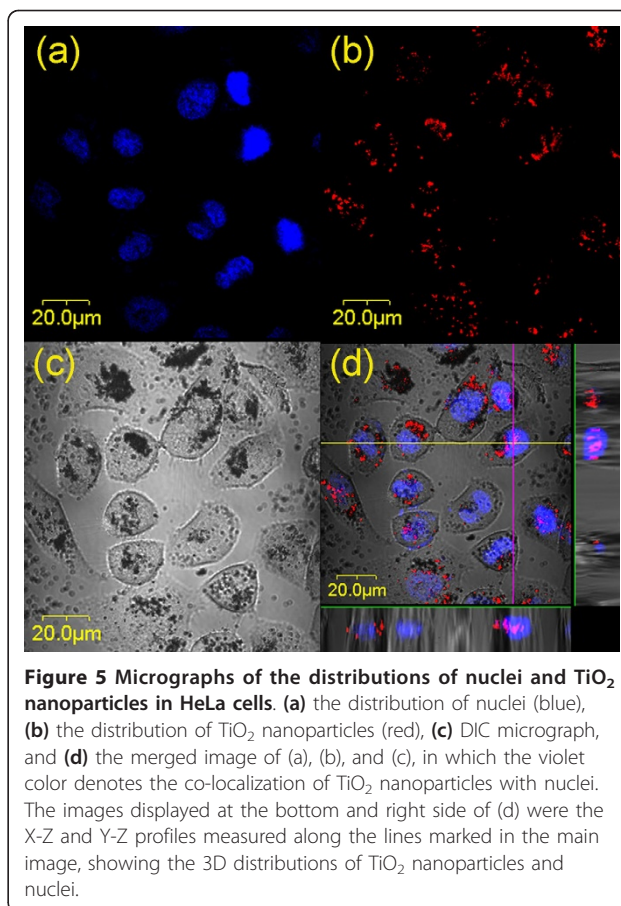 (a) (b)
20.0µm 20.0µm
(c) (d)
20.0µm 20.0µm
Figure 5 Micrographs of the distributions of nuclei and TiO₂
nanoparticles in HeLa cells. (a) the distribution of nuclei (blue),
(b) the distribution of TiO₂ nanoparticles (red), (c) DIC micrograph,
and (d) the merged image of (a), (b), and (c), in which the violet
color denotes the co-localization of TiO₂ nanoparticles with nuclei.
The images displayed at the bottom and right side of (d) were the
X-Z and Y-Z profiles measured along the lines marked in the main
image, showing the 3D distributions of TiO₂ nanoparticles and
nuclei.